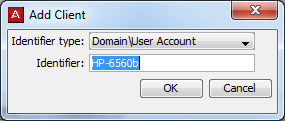 Add Client
Identifier type: Domain\User Account
Identifier: HP-6560b
OK Cancel